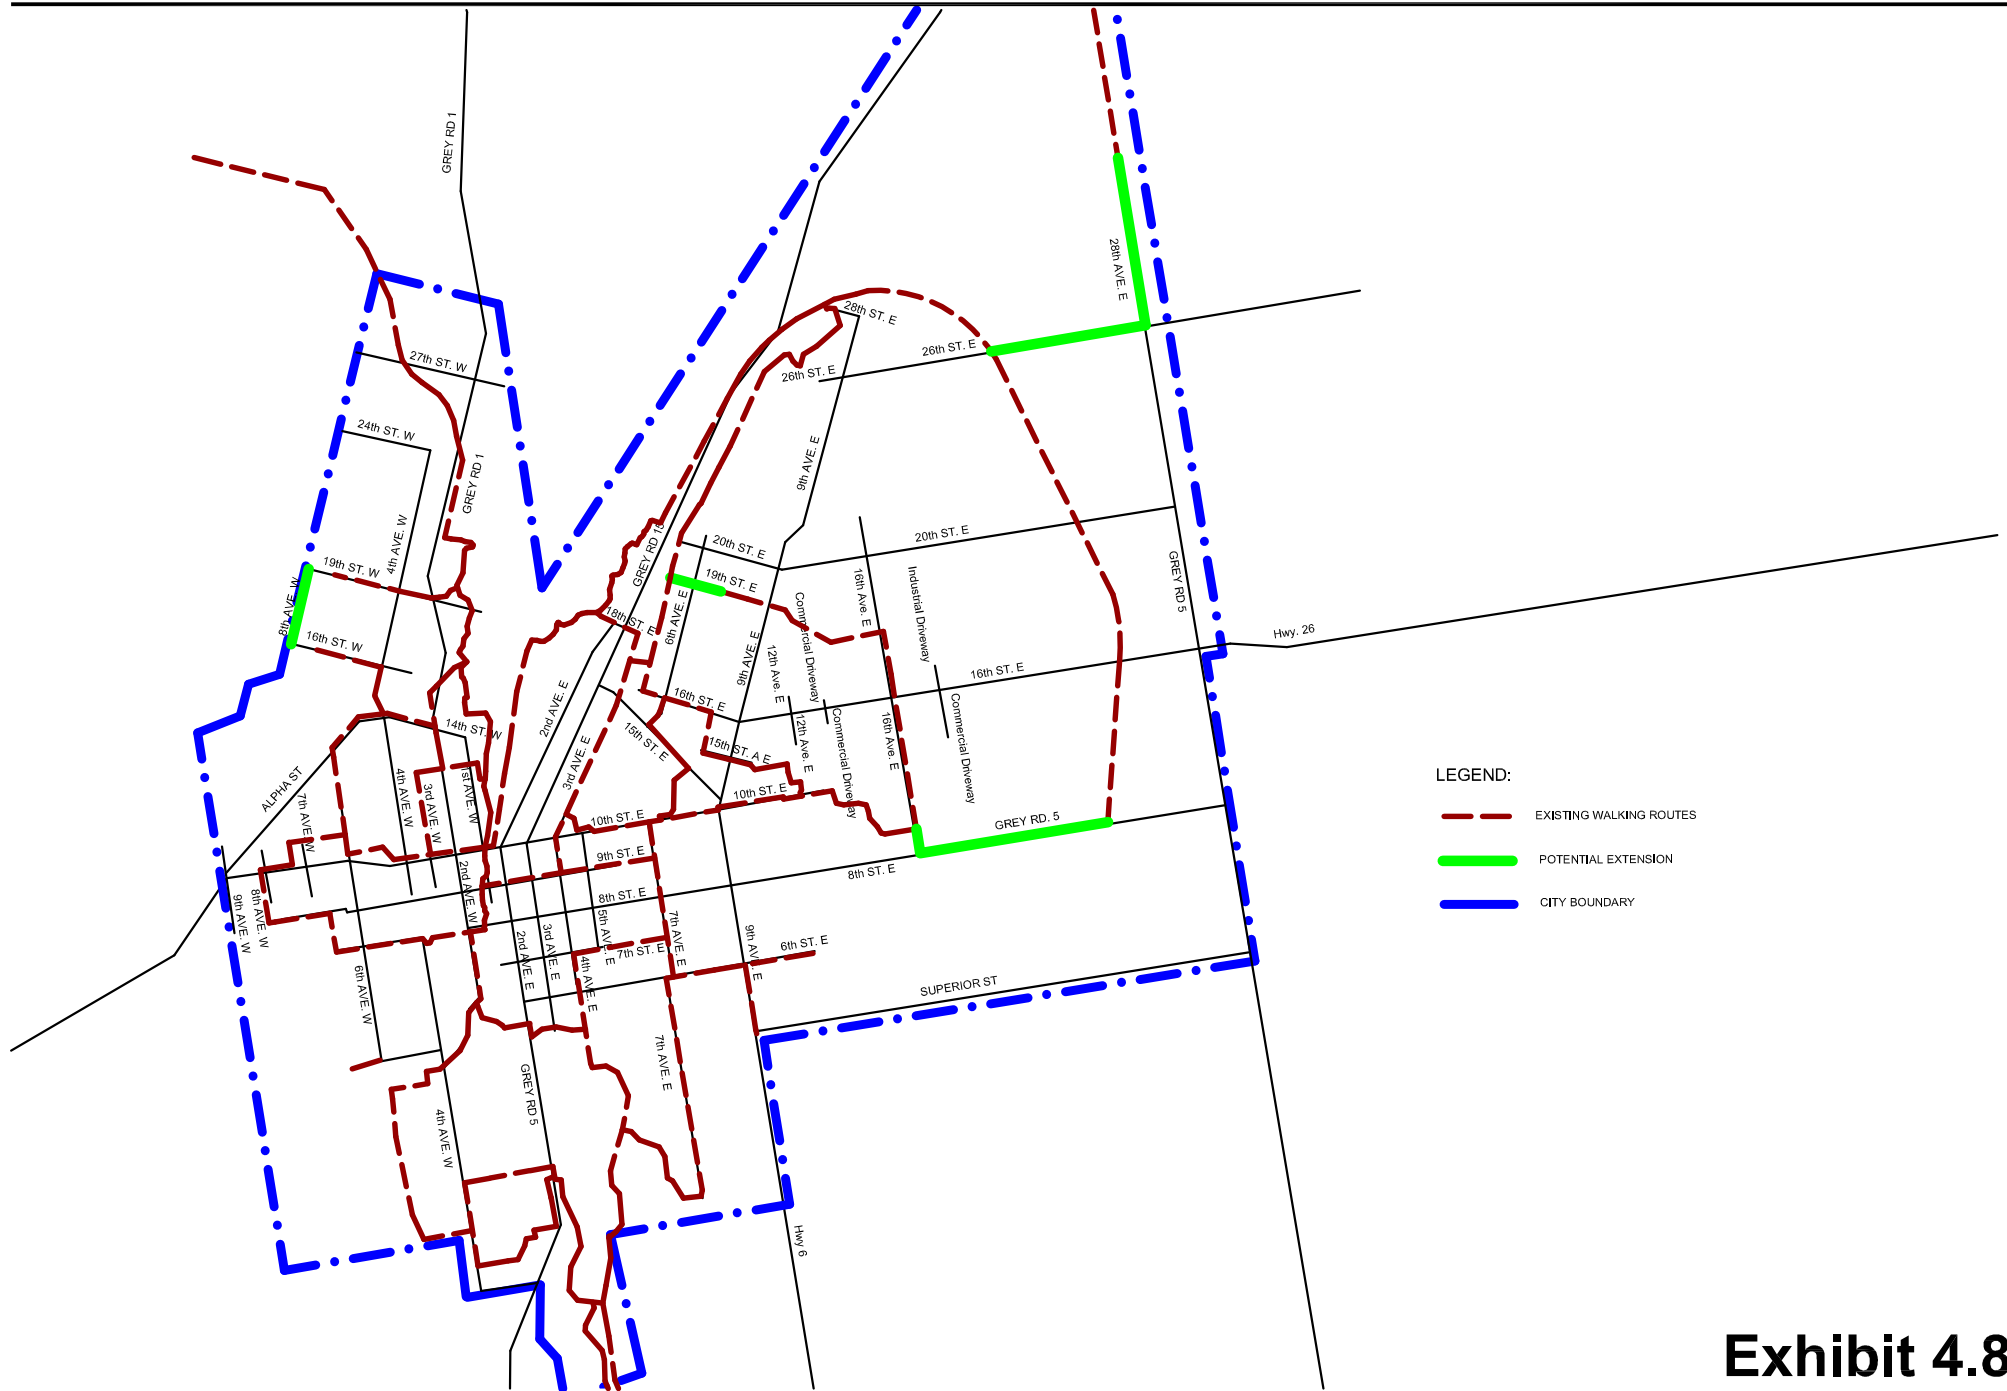 GREY RD 1
28th AVE. E
28th ST. E
26th ST. E
26th ST. E
27th ST. W
24th ST. W
GREY RD 1
9th AVE. E
4th AVE. W
GREY RD 15
20th ST. E
20th ST. E
19th ST. W
19th ST. E
8th AVE. W
16th ST. W
18th ST. E
6th AVE. E
16th Ave. E
Industrial Driveway
GREY RD 5
Hwy. 26
9th AVE. E
12th Ave. E
Commercial Driveway
16th ST. E
16th ST. E
2nd AVE. E
14th ST. W
15th ST. E
15th ST. A E
12th Ave. E
Commercial Driveway
16th Ave. E
Commercial Driveway
3rd AVE. E
ALPHA ST
7th AVE. W
4th AVE. W
3rd AVE. W
1st AVE. W
10th ST. E
10th ST. E
GREY RD. 5
9th ST. E
8th ST. E
8th ST. E
9th AVE. W
8th AVE. W
2nd AVE. W
2nd AVE. E
3rd AVE. E
5th AVE. E
7th AVE. E
9th AVE. E
6th ST. E
7th ST. E
4th AVE. E
6th AVE. W
SUPERIOR ST
7th AVE. E
GREY RD 5
4th AVE. W
Hwy 6
LEGEND:
EXISTING WALKING ROUTES
POTENTIAL EXTENSION
CITY BOUNDARY
Exhibit 4.8